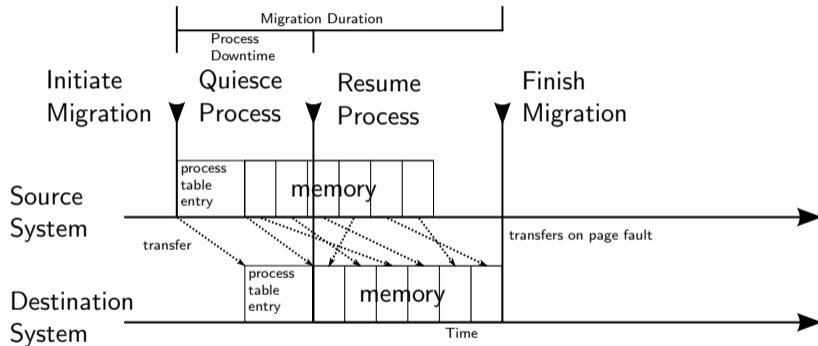 Migration Duration
Process
Downtime
Initiate
Migration
Quiesce
Process
Resume
Process
Finish
Migration
process
table
entry
memory
Source
System
transfer
transfers on page fault
process
table
entry
memory
Destination
System
Time